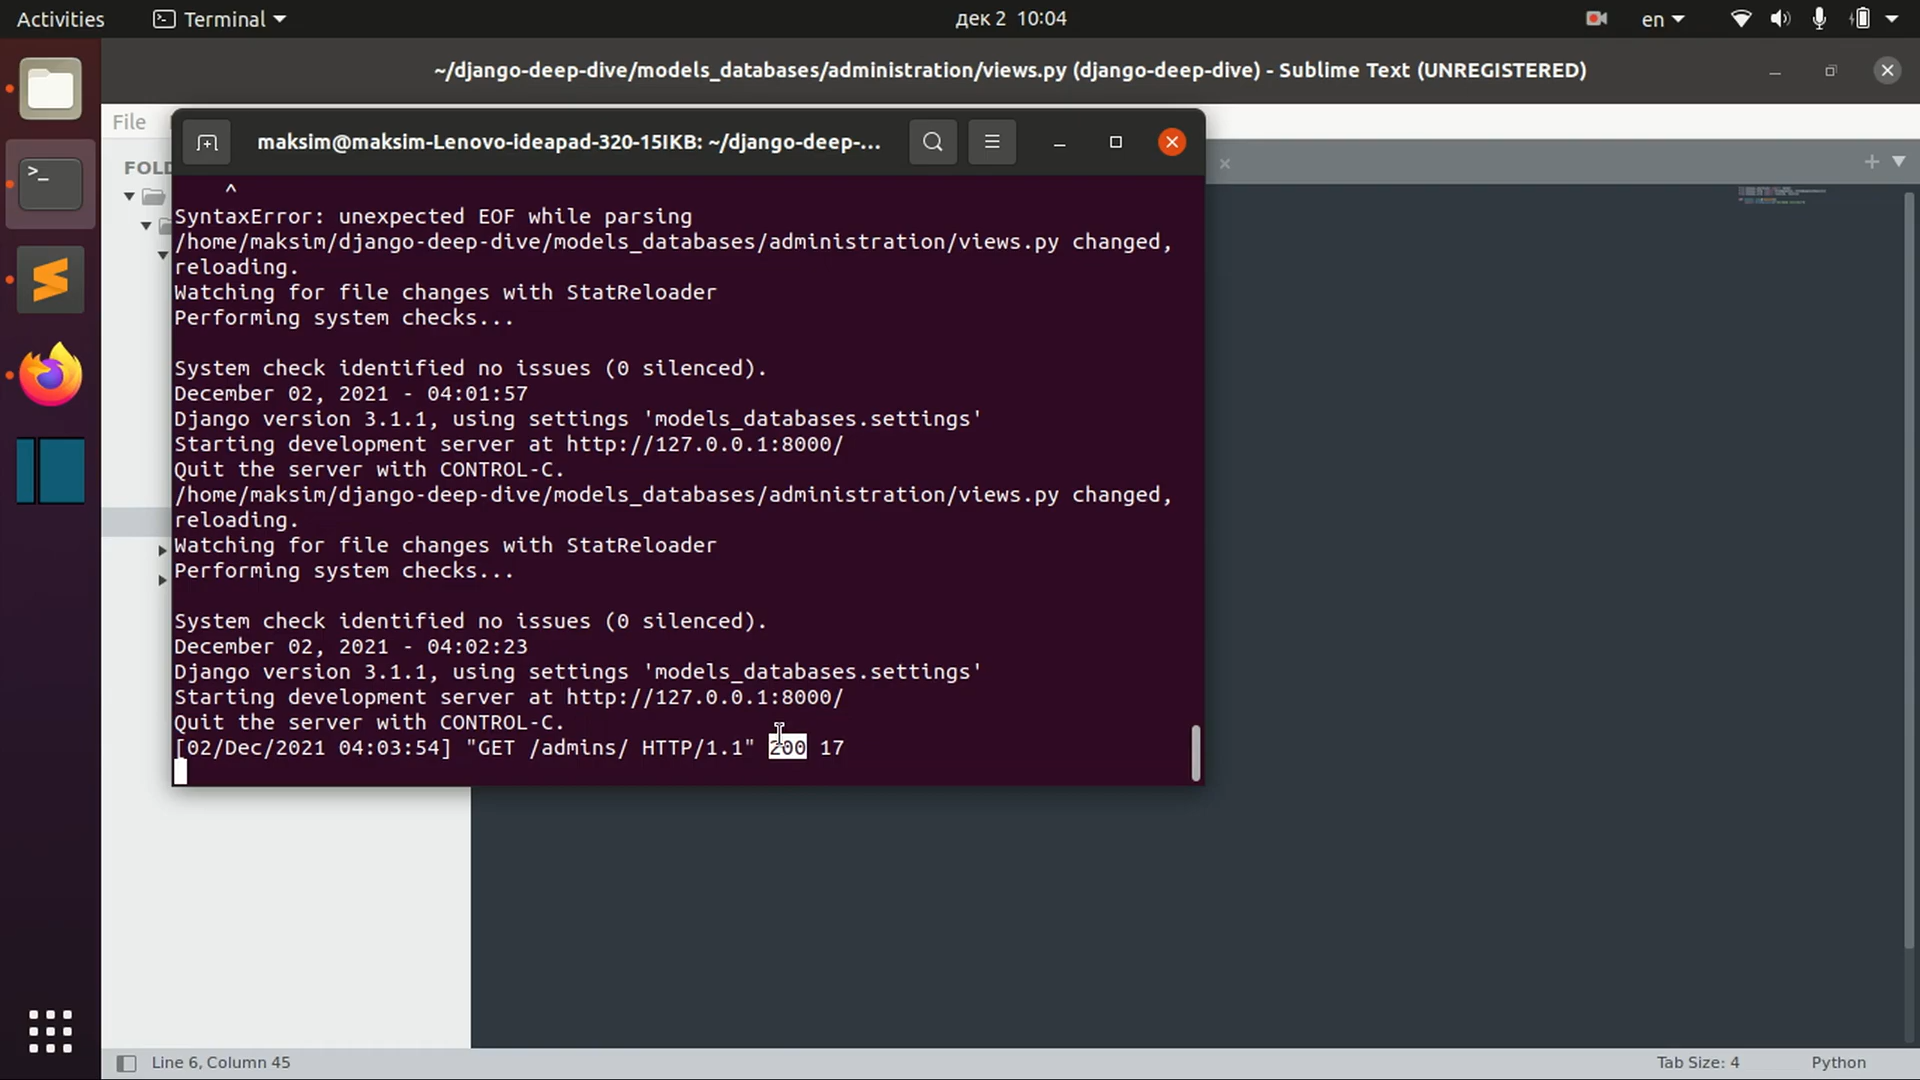 Activities
Terminal
дек 2 10:04
en
~/django-deep-dive/models_databases/administration/views.py (django-deep-dive) - Sublime Text (UNREGISTERED)
File
maksim@maksim-Lenovo-ideapad-320-15IKB: ~/django-deep-...
FOLD
^
SyntaxError: unexpected EOF while parsing
/home/maksim/django-deep-dive/models_databases/administration/views.py changed,
reloading.
Watching for file changes with StatReloader
Performing system checks...
System check identified no issues (0 silenced).
December 02, 2021 - 04:01:57
Django version 3.1.1, using settings 'models_databases.settings'
Starting development server at http://127.0.0.1:8000/
Quit the server with CONTROL-C.
/home/maksim/django-deep-dive/models_databases/administration/views.py changed,
reloading.
Watching for file changes with StatReloader
Performing system checks...
System check identified no issues (0 silenced).
December 02, 2021 - 04:02:23
Django version 3.1.1, using settings 'models_databases.settings'
Starting development server at http://127.0.0.1:8000/
Quit the server with CONTROL-C.
[02/Dec/2021 04:03:54] "GET /admins/ HTTP/1.1" 200 17
Line 6, Column 45
Tab Size: 4
Python